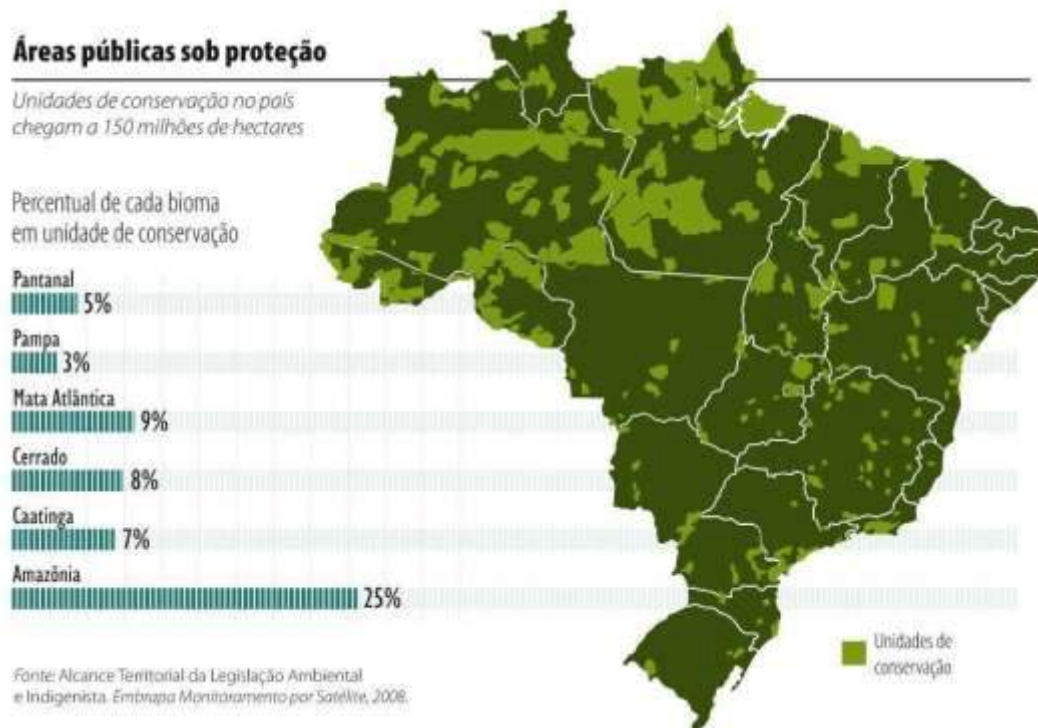 Áreas públicas sob proteção
Unidades de conservação no país
chegam a 150 milhões de hectares
Percentual de cada bioma
em unidade de conservação
Pantanal
5%
Pampa
3%
Mata Atlântica
9%
Cerrado
8%
Caatinga
7%
Amazônia
25%
Unidades de
conservação
Fonte: Alcance Territorial da Legislação Ambiental
e Indigenista. Embrapa Monitoramento por Satélite, 2008.